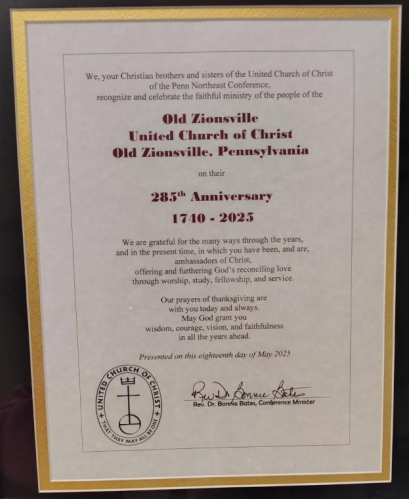 We, your Christian brothers and sisters of the United Church of Christ
of the Penn Northeast Conference,
recognize and celebrate the faithful ministry of the people of the
Old Zionsville
United Church of Christ
Old Zionsville, Pennsylvania
on their
285th Anniversary
1740 - 2025
We are grateful for the many ways through the years,
and in the present time, in which you have been, and are,
ambassadors of Christ,
offering and furthering God's reconciling love
through worship, study, fellowship, and service.
Our prayers of thanksgiving are
with you today and always.
May God grant you
wisdom, courage, vision, and faithfulness
in all the years ahead.
Presented on this eighteenth day of May 2025
UNITED CHURCH OF CHRIST
THAT THEY MAY ALL BE ONE
Rev. Dr. Bonnie Bates
Rev. Dr. Bonnie Bates, Conference Minister